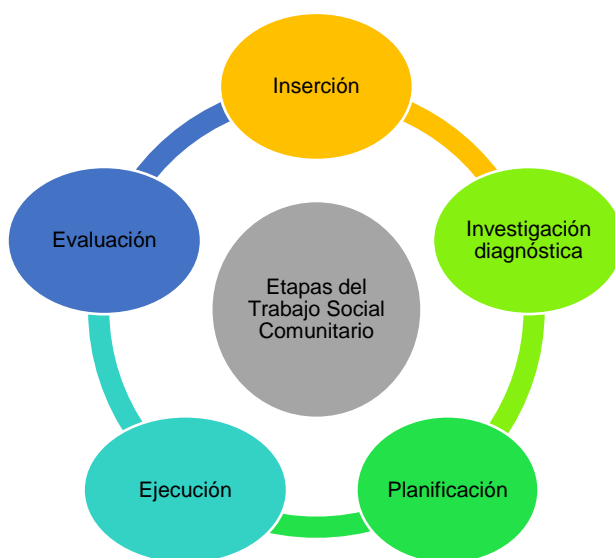 Inserción
Investigación
diagnóstica
Planificación
Ejecución
Evaluación
Etapas del
Trabajo Social
Comunitario